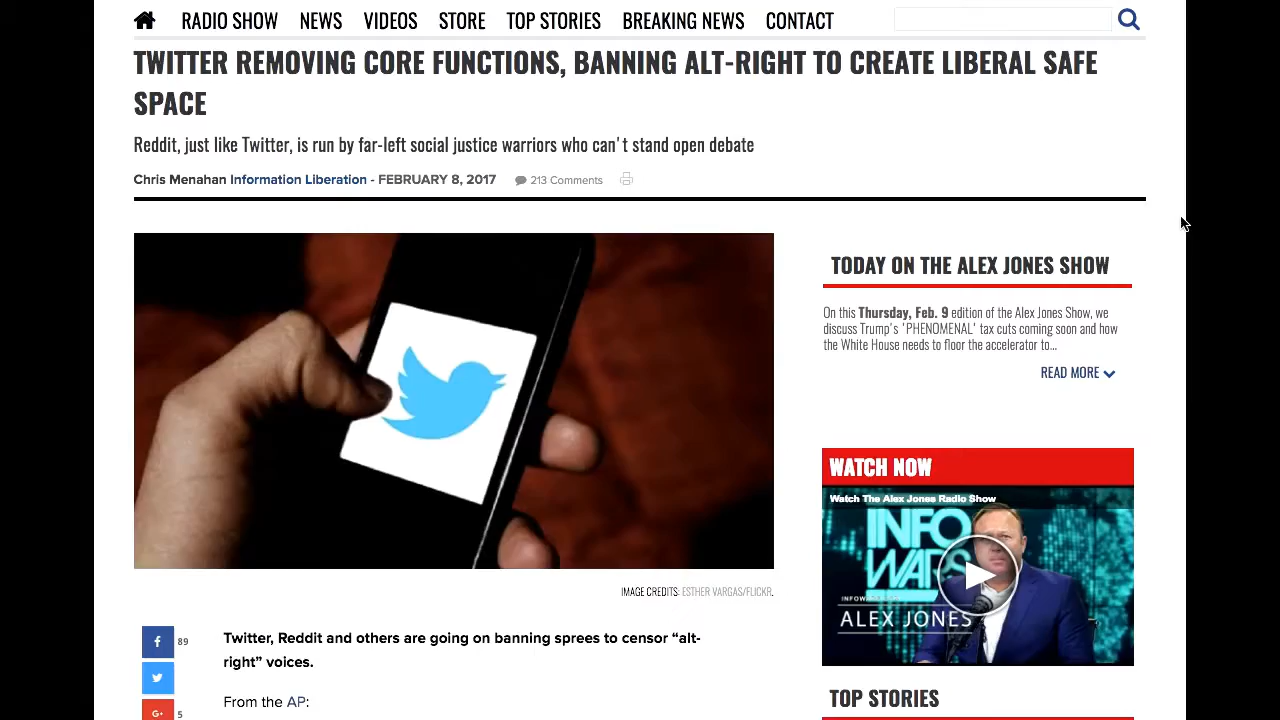 RADIO SHOW NEWS VIDEOS STORE TOP STORIES BREAKING NEWS CONTACT
TWITTER REMOVING CORE FUNCTIONS, BANNING ALT-RIGHT TO CREATE LIBERAL SAFE
SPACE
Reddit, just like Twitter, is run by far-left social justice warriors who can't stand open debate
Chris Menahan Information Liberation - FEBRUARY 8, 2017 213 Comments
TODAY ON THE ALEX JONES SHOW
On this Thursday, Feb. 9 edition of the Alex Jones Show, we
discuss Trump's 'PHENOMENAL' tax cuts coming soon and how
the White House needs to floor the accelerator to...
READ MORE
WATCH NOW
Watch The Alex Jones Radio Show
INFO
WARS
ALEX JONES
IMAGE CREDITS: ESTHER VARGAS/FLICKR.
f 89
Twitter, Reddit and others are going on banning sprees to censor “alt-
right” voices.
From the AP:
G+ 5
TOP STORIES